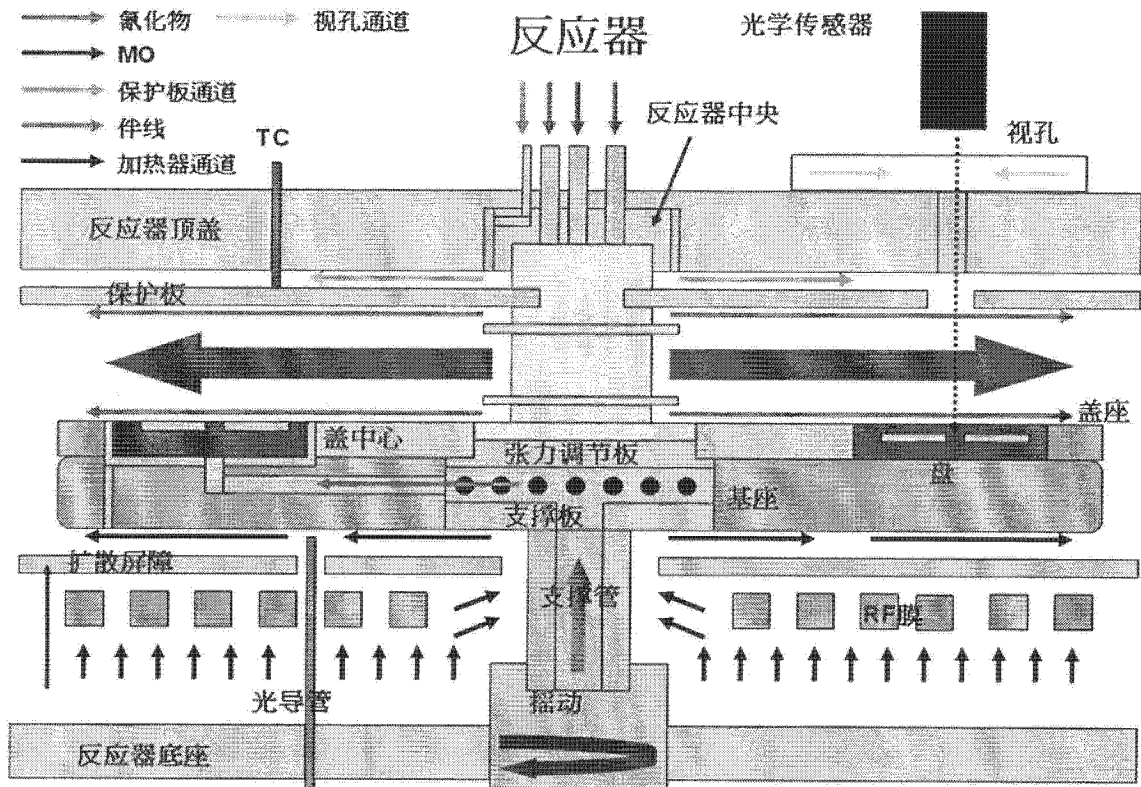 氰化物
视孔通道
反应器
光学传感器
MO
保护板通道
反应器中央
伴线
TC
视孔
加热器通道
反应器顶盖
保护板
盖座
盖中心
张力调节板
盘
基座
支撑板
扩散屏障
支撑管
RF膜
光导管
摇动
反应器底座